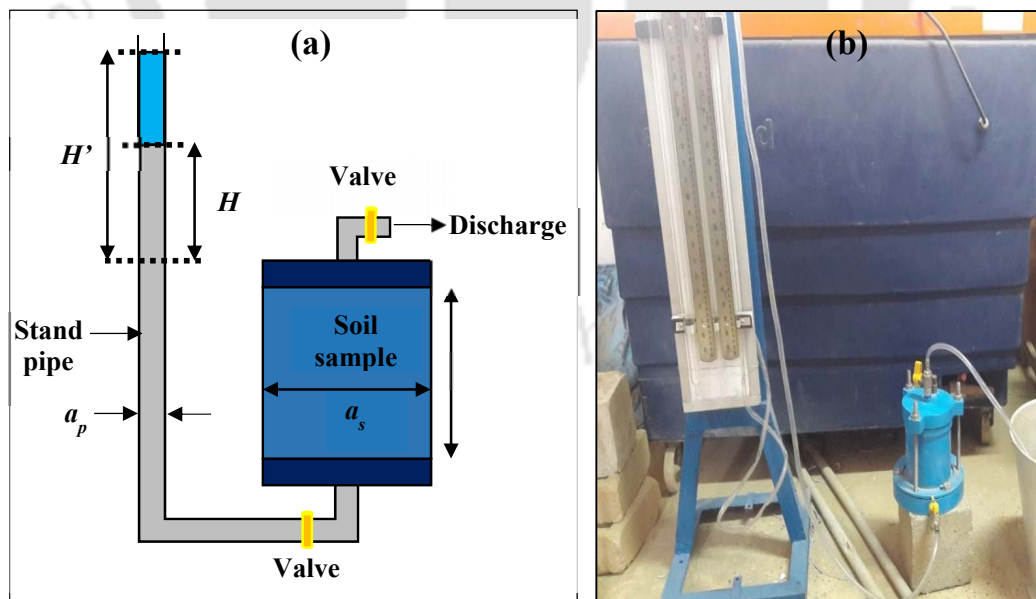 (a)
(b)
H'
Valve
H
Discharge
Stand
pipe
Soil
sample
a_p
a_s
Valve